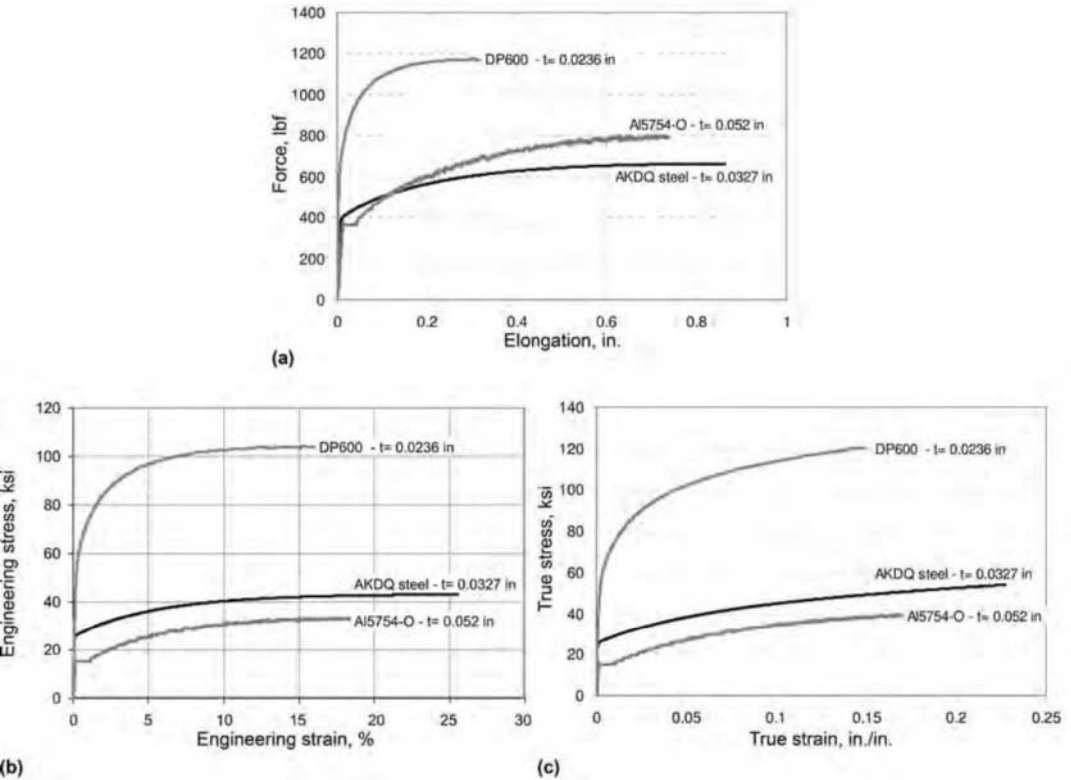 1400
1200
1000
800
600
400
200
0
Force, lbf
DP600 - t= 0.0236 in
Al5754-O - t= 0.052 in
AKDQ steel - t= 0.0327 in
0 0.2 0.4 0.6 0.8 1
Elongation, in.
(a)
120
100
80
60
40
20
0
Engineering stress, ksi
DP600 - t= 0.0236 in
AKDQ steel - t= 0.0327 in
Al5754-O - t= 0.052 in
0 5 10 15 20 25 30
Engineering strain, %
(b)
140
120
100
80
60
40
20
0
True stress, ksi
DP600 - t= 0.0236 in
AKDQ steel - t= 0.0327 in
Al5754-O - t= 0.052 in
0 0.05 0.1 0.15 0.2 0.25
True strain, in./in.
(c)